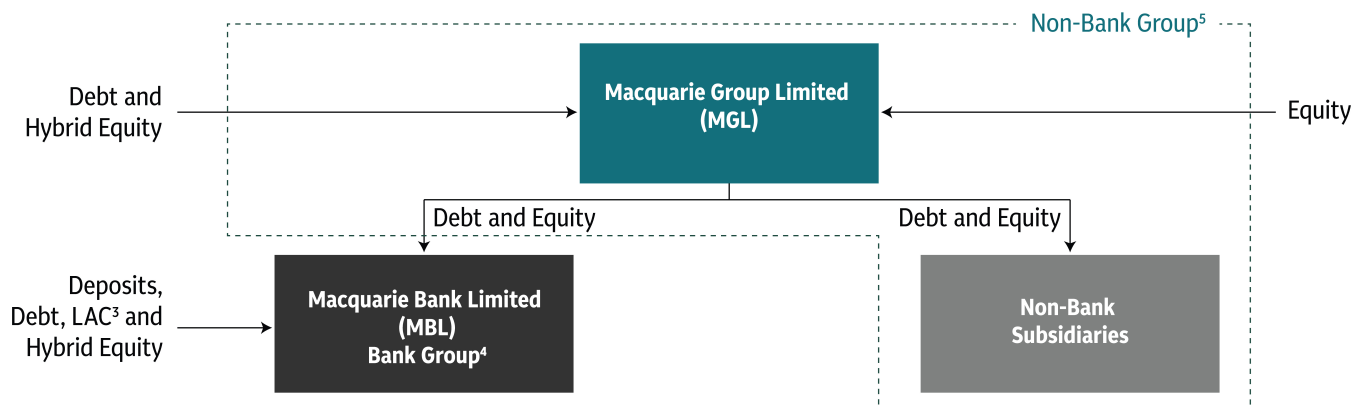 Non-Bank Group⁵
Debt and
Hybrid Equity
Macquarie Group Limited
(MGL)
Equity
Debt and Equity
Debt and Equity
Deposits,
Debt, LAC³ and
Hybrid Equity
Macquarie Bank Limited
(MBL)
Bank Group⁴
Non-Bank
Subsidiaries